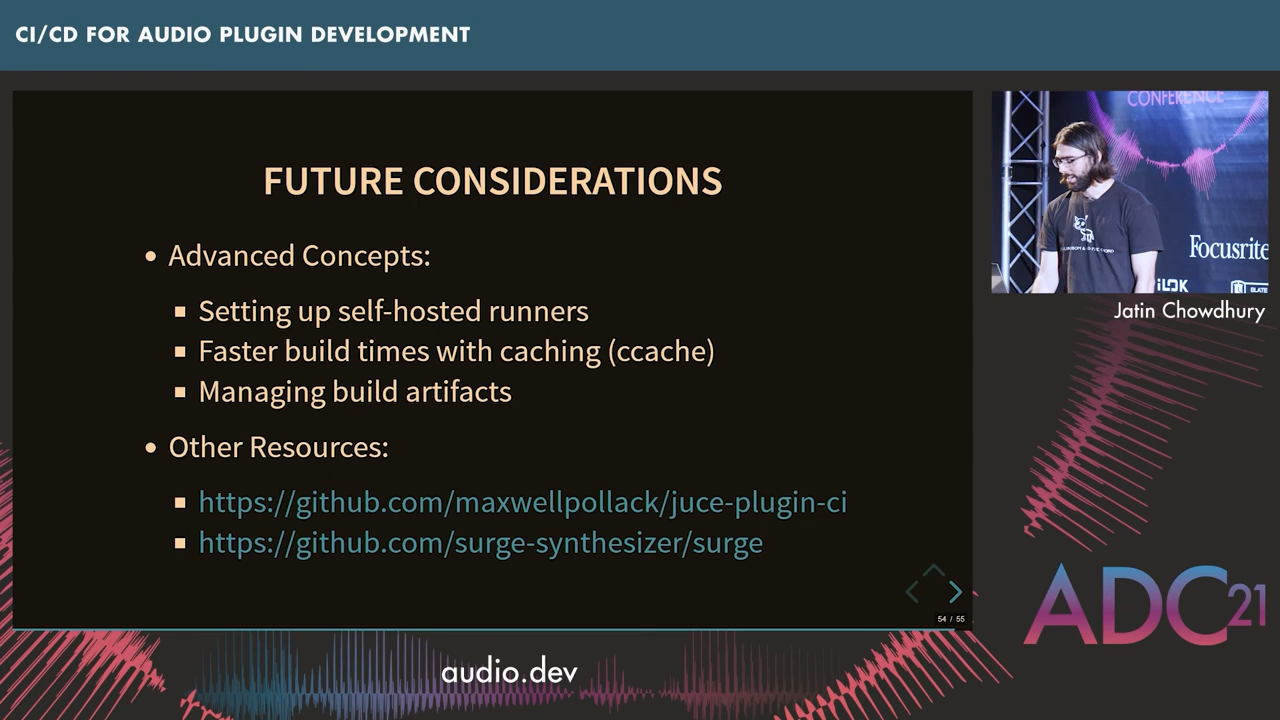 CI/CD FOR AUDIO PLUGIN DEVELOPMENT
CONFERENCE
FUTURE CONSIDERATIONS
• Advanced Concepts:
▪ Setting up self-hosted runners
▪ Faster build times with caching (ccache)
▪ Managing build artifacts
• Other Resources:
▪ https://github.com/maxwellpollack/juce-plugin-ci
▪ https://github.com/surge-synthesizer/surge
54 / 55
Focusrite
iLOK
SLATE
Jatin Chowdhury
ADC21
audio.dev